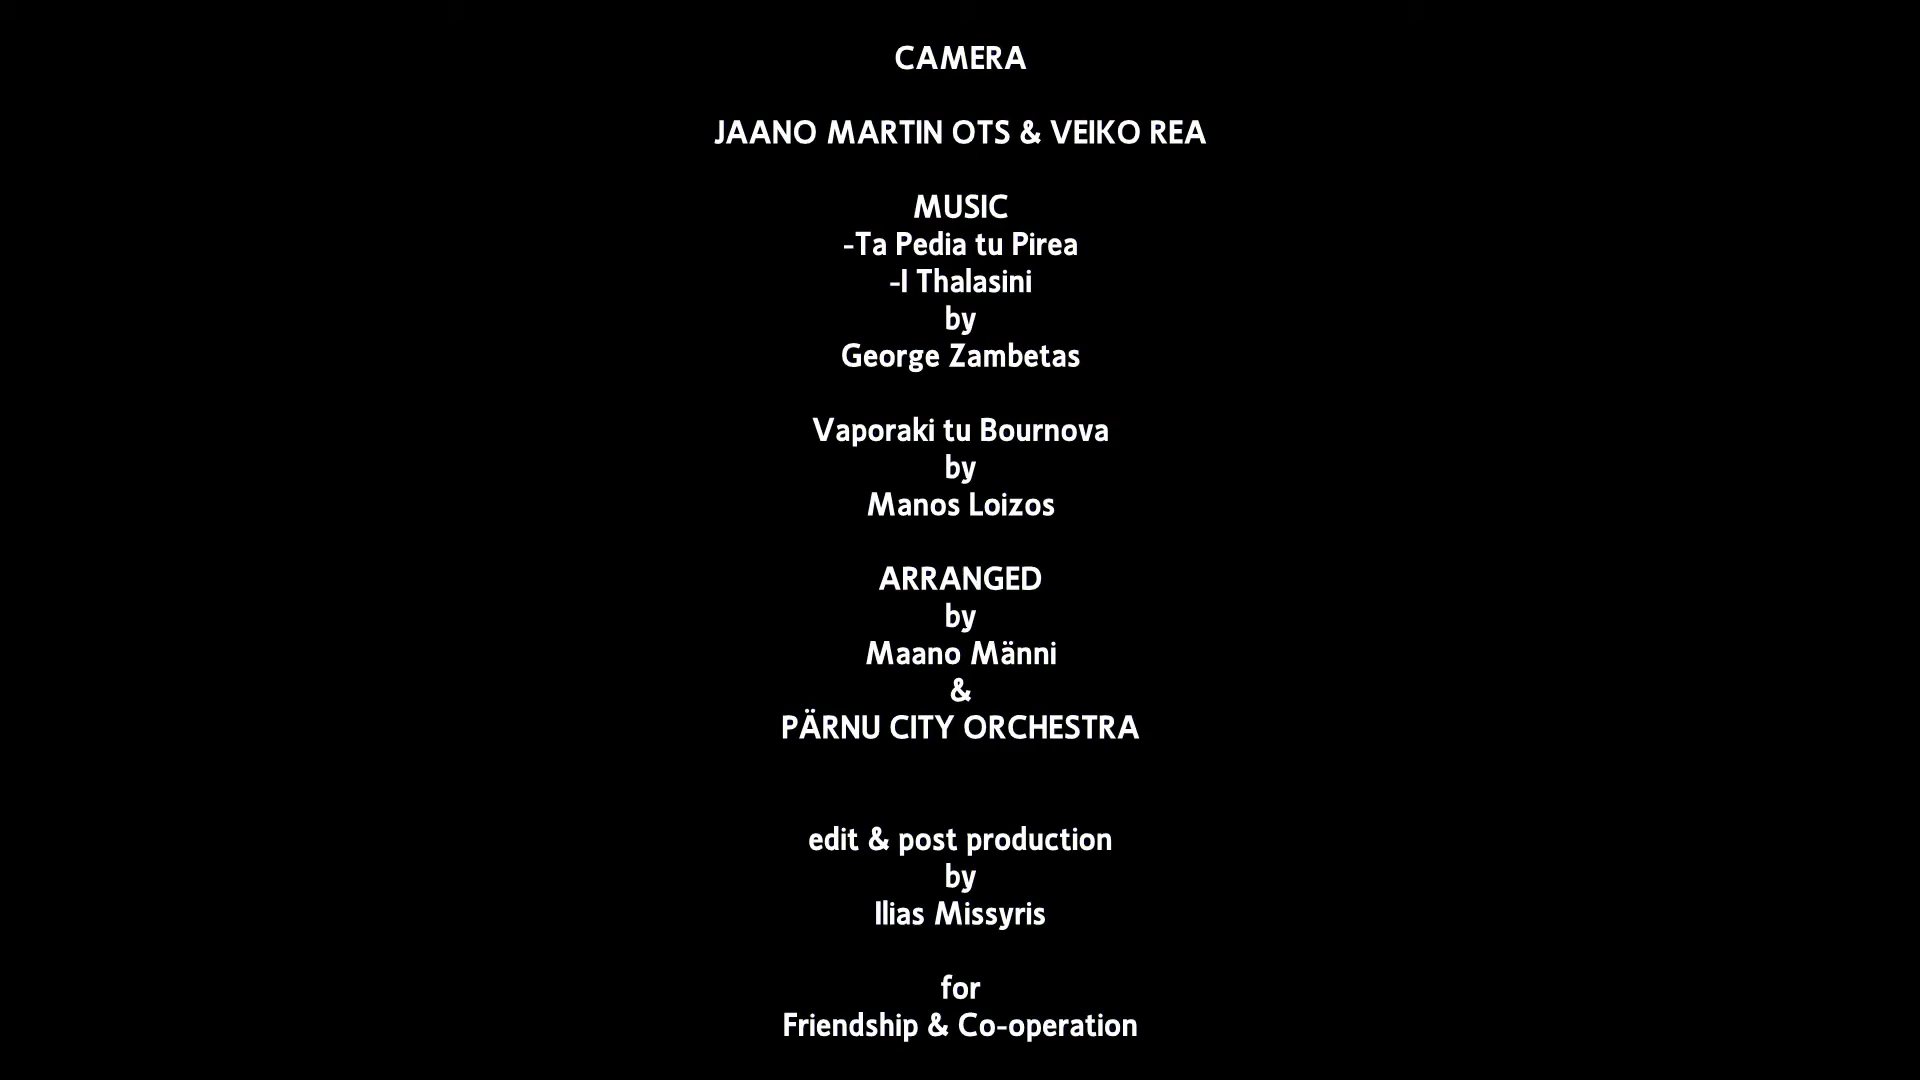 CAMERA
JAANO MARTIN OTS & VEIKO REA
MUSIC
-Ta Pedia tu Pirea
-I Thalasini
by
George Zambetas
Vaporaki tu Bournova
by
Manos Loizos
ARRANGED
by
Maano Männi
&
PÄRNU CITY ORCHESTRA
edit & post production
by
Ilias Missyris
for
Friendship & Co-operation